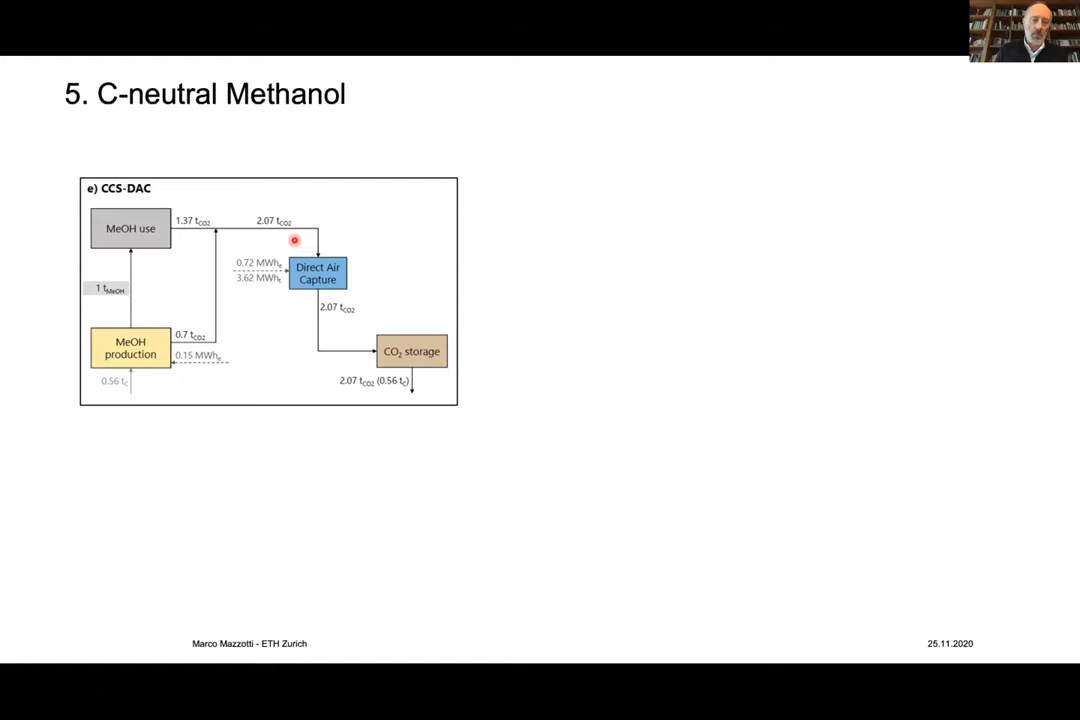 5. C-neutral Methanol
e) CCS-DAC
MeOH use
1.37 tCO2
2.07 tCO2
0.72 MWhe
3.62 MWht
Direct Air
Capture
1 tMeOH
2.07 tCO2
MeOH
production
0.7 tCO2
0.15 MWhe
CO2 storage
0.56 tC
2.07 tCO2 (0.56 tC)
Marco Mazzotti - ETH Zurich
25.11.2020